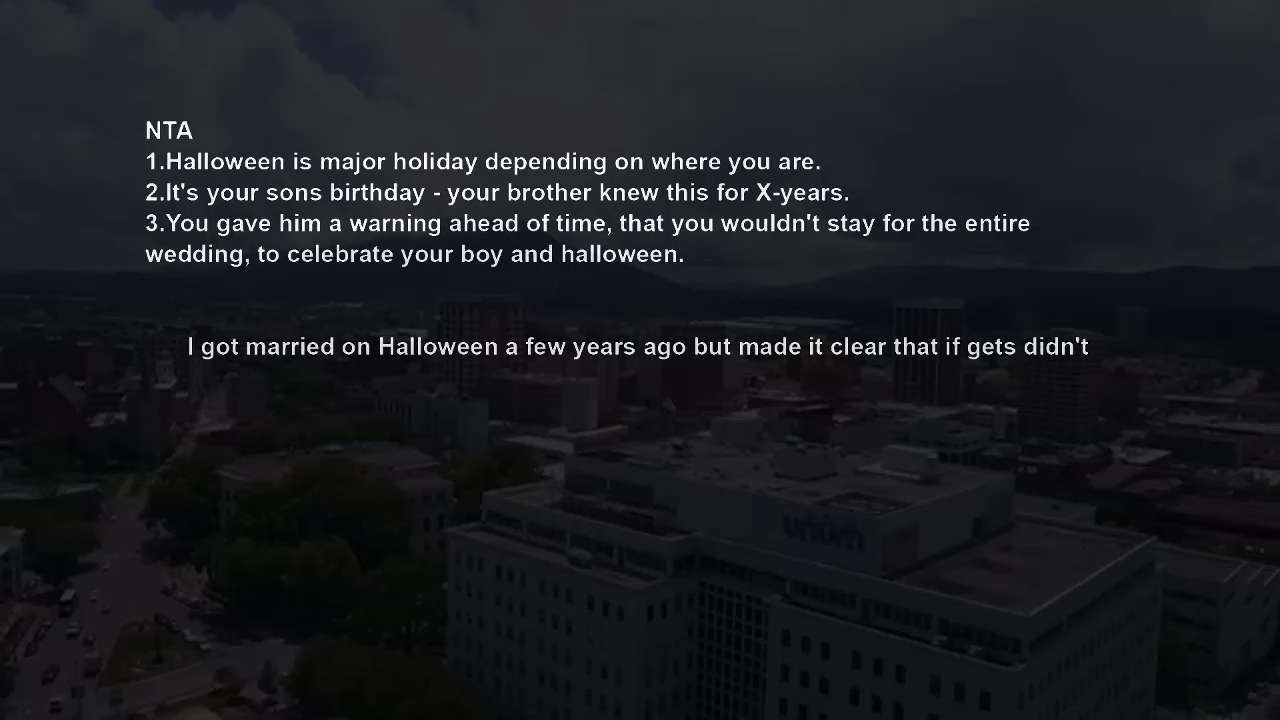 NTA
1.Halloween is major holiday depending on where you are.
2.It's your sons birthday - your brother knew this for X-years.
3.You gave him a warning ahead of time, that you wouldn't stay for the entire
wedding, to celebrate your boy and halloween.
I got married on Halloween a few years ago but made it clear that if gets didn't
unum